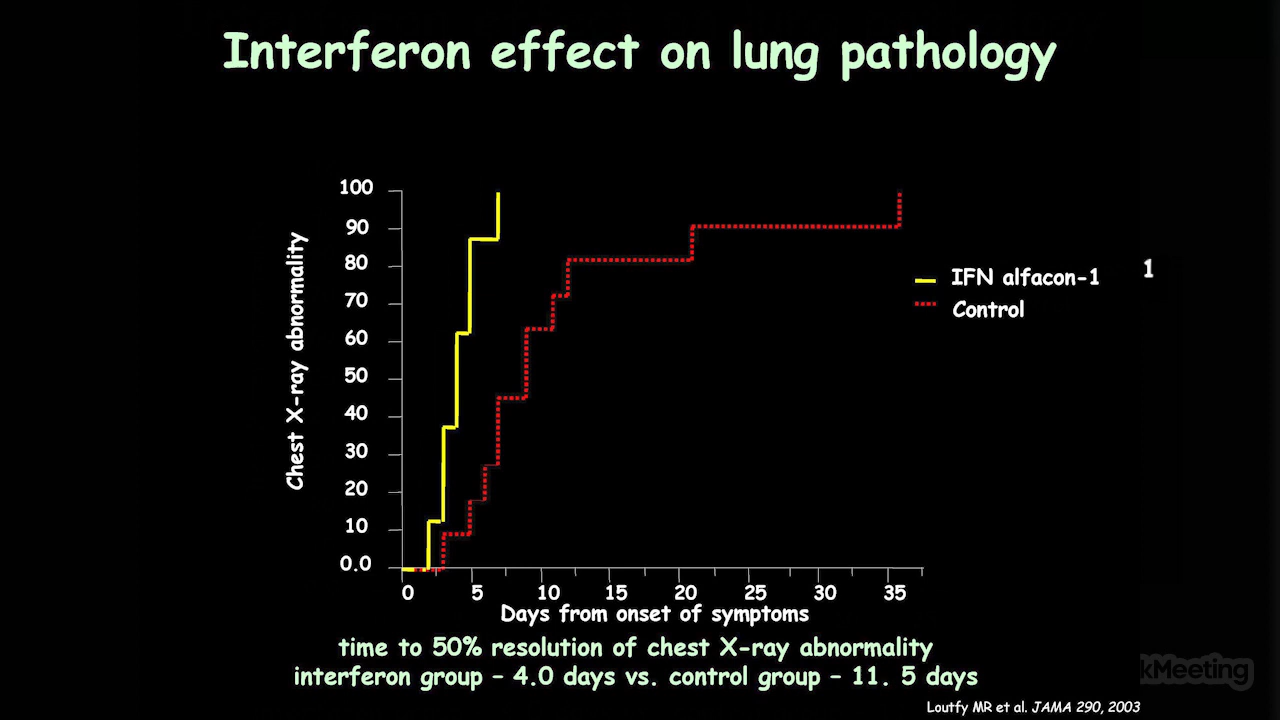 Interferon effect on lung pathology
Chest X-ray abnormality
100
90
80
70
60
50
40
30
20
10
0.0
0 5 10 15 20 25 30 35
Days from onset of symptoms
IFN alfacon-1
Control
1
time to 50% resolution of chest X-ray abnormality
interferon group – 4.0 days vs. control group – 11. 5 days
Loutfy MR et al. JAMA 290, 2003
kMeeting